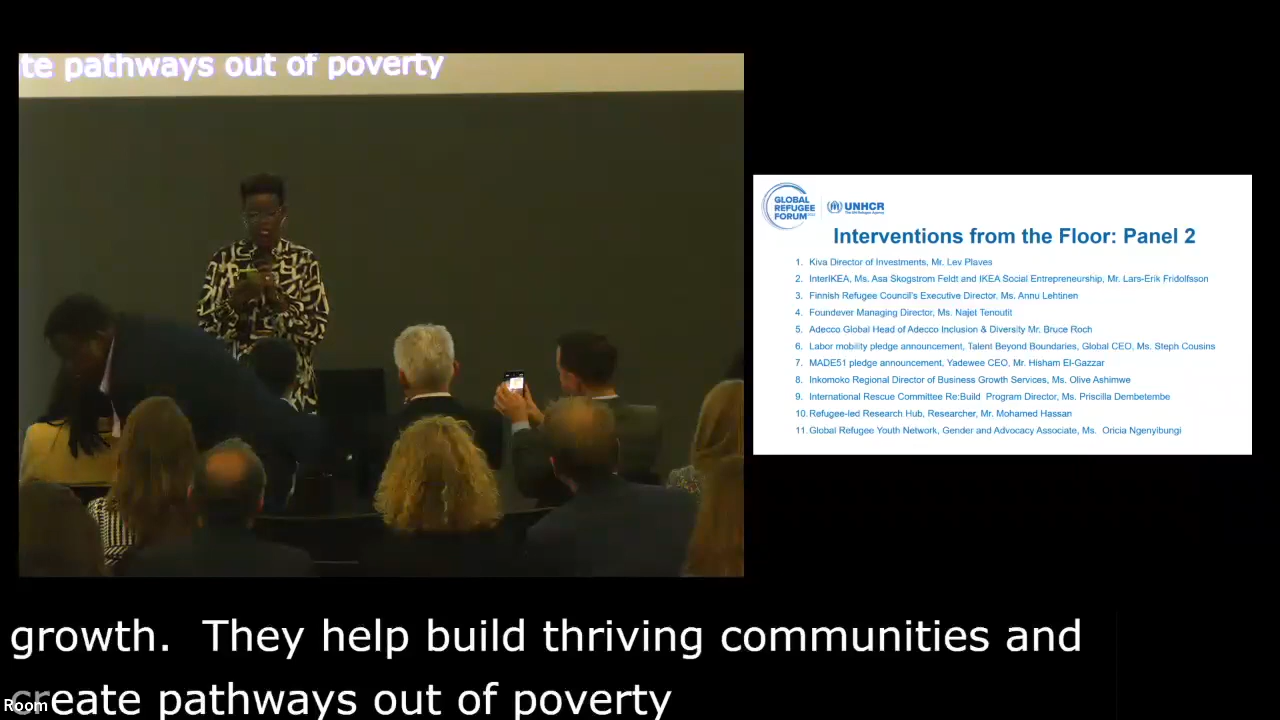 te pathways out of poverty
GLOBAL
REFUGEE
FORUM
UNHCR
The UN Refugee Agency
Interventions from the Floor: Panel 2
1. Kiva Director of Investments, Mr. Lev Plaves
2. InterIKEA, Ms. Asa Skogstrom Feldt and IKEA Social Entrepreneurship, Mr. Lars-Erik Fridolfsson
3. Finnish Refugee Council's Executive Director, Ms. Annu Lehtinen
4. Foundever Managing Director, Ms. Najet Tenoutit
5. Adecco Global Head of Adecco Inclusion & Diversity Mr. Bruce Roch
6. Labor mobility pledge announcement, Talent Beyond Boundaries, Global CEO, Ms. Steph Cousins
7. MADE51 pledge announcement, Yadewee CEO, Mr. Hisham El-Gazzar
8. Inkomoko Regional Director of Business Growth Services, Ms. Olive Ashimwe
9. International Rescue Committee Re:Build Program Director, Ms. Priscilla Dembetembe
10. Refugee-led Research Hub, Researcher, Mr. Mohamed Hassan
11. Global Refugee Youth Network, Gender and Advocacy Associate, Ms. Oricia Ngenyibungi
growth. They help build thriving communities and
create pathways out of poverty
Room